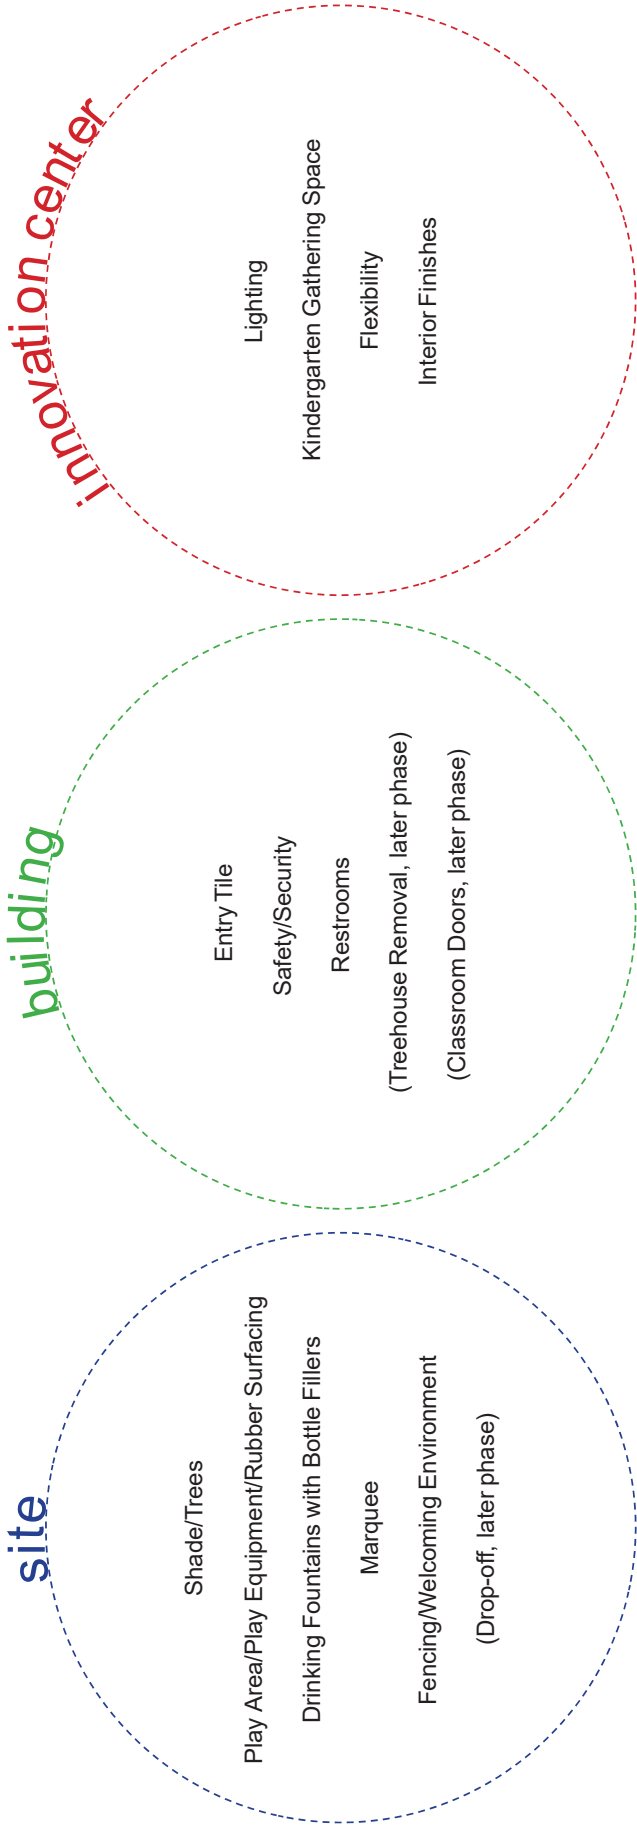 site
Shade/Trees
Play Area/Play Equipment/Rubber Surfacing
Drinking Fountains with Bottle Fillers
Marquee
Fencing/Welcoming Environment
(Drop-off, later phase)
building
Entry Tile
Safety/Security
Restrooms
(Treehouse Removal, later phase)
(Classroom Doors, later phase)
innovation center
Lighting
Kindergarten Gathering Space
Flexibility
Interior Finishes